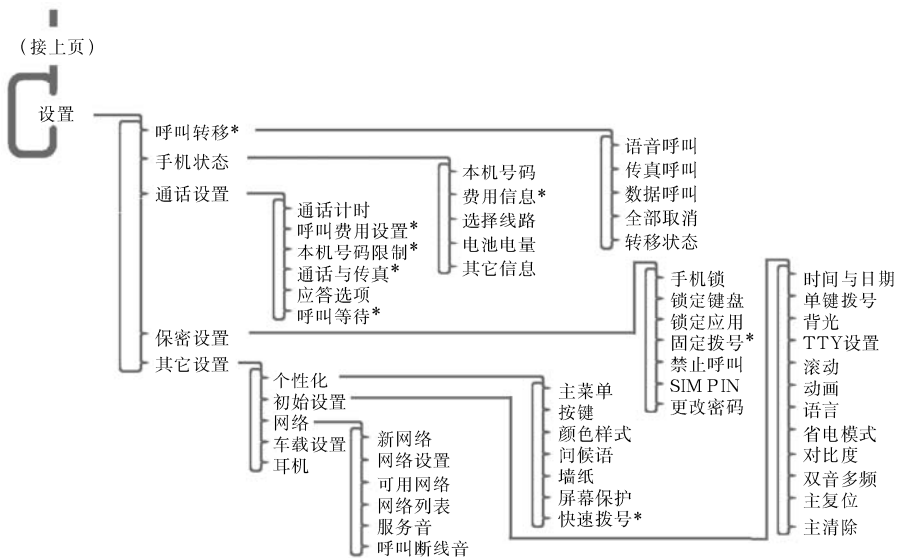 （接上页）
设置
呼叫转移*
语音呼叫
传真呼叫
数据呼叫
全部取消
转移状态
手机状态
本机号码
费用信息*
选择线路
电池电量
其它信息
通话设置
通话计时
呼叫费用设置*
本机号码限制*
通话与传真*
应答选项
呼叫等待*
保密设置
手机锁
锁定键盘
锁定应用
固定拨号*
禁止呼叫
SIM PIN
更改密码
其它设置
个性化
主菜单
按键
颜色样式
问候语
墙纸
屏幕保护
快速拨号*
初始设置
时间与日期
单键拨号
背光
TTY设置
滚动
动画
语言
省电模式
对比度
双音多频
主复位
主清除
网络
新网络
网络设置
可用网络
网络列表
服务音
呼叫断线音
车载设置
耳机